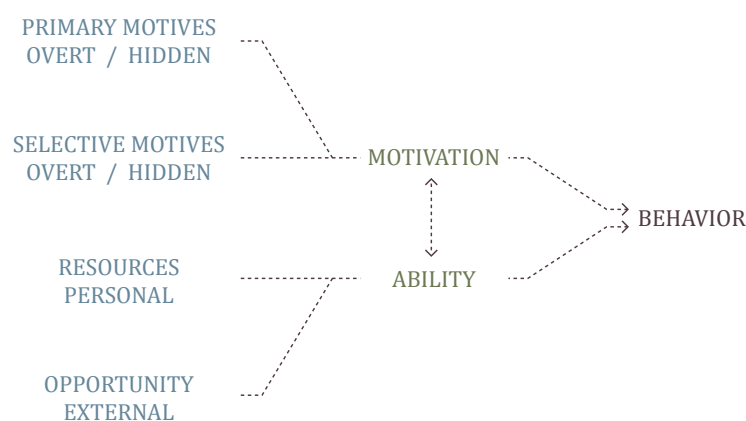 PRIMARY MOTIVES
OVERT / HIDDEN
SELECTIVE MOTIVES
OVERT / HIDDEN
MOTIVATION
BEHAVIOR
RESOURCES
PERSONAL
ABILITY
OPPORTUNITY
EXTERNAL